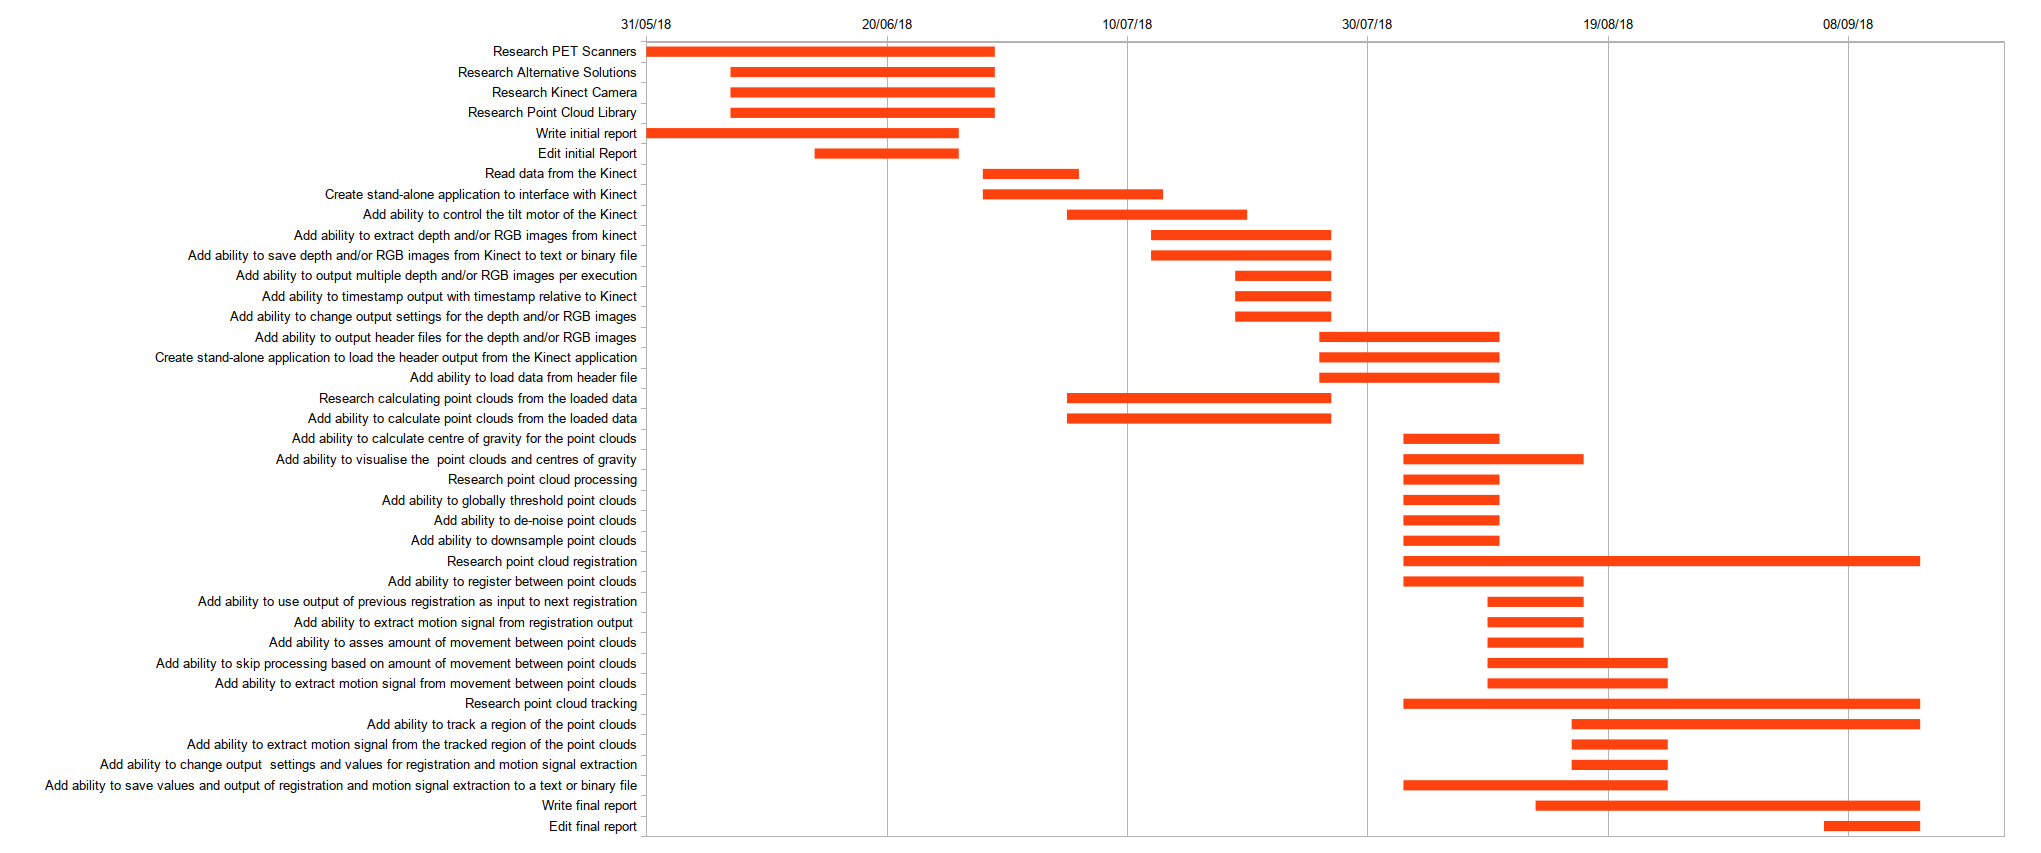 31/05/18 20/06/18 10/07/18 30/07/18 19/08/18 08/09/18
Research PET Scanners
Research Alternative Solutions
Research Kinect Camera
Research Point Cloud Library
Write initial report
Edit initial Report
Read data from the Kinect
Create stand-alone application to interface with Kinect
Add ability to control the tilt motor of the Kinect
Add ability to extract depth and/or RGB images from kinect
Add ability to save depth and/or RGB images from Kinect to text or binary file
Add ability to output multiple depth and/or RGB images per execution
Add ability to timestamp output with timestamp relative to Kinect
Add ability to change output settings for the depth and/or RGB images
Add ability to output header files for the depth and/or RGB images
Create stand-alone application to load the header output from the Kinect application
Add ability to load data from header file
Research calculating point clouds from the loaded data
Add ability to calculate point clouds from the loaded data
Add ability to calculate centre of gravity for the point clouds
Add ability to visualise the  point clouds and centres of gravity
Research point cloud processing
Add ability to globally threshold point clouds
Add ability to de-noise point clouds
Add ability to downsample point clouds
Research point cloud registration
Add ability to register between point clouds
Add ability to use output of previous registration as input to next registration
Add ability to extract motion signal from registration output
Add ability to asses amount of movement between point clouds
Add ability to skip processing based on amount of movement between point clouds
Add ability to extract motion signal from movement between point clouds
Research point cloud tracking
Add ability to track a region of the point clouds
Add ability to extract motion signal from the tracked region of the point clouds
Add ability to change output  settings and values for registration and motion signal extraction
Add ability to save values and output of registration and motion signal extraction to a text or binary file
Write final report
Edit final report